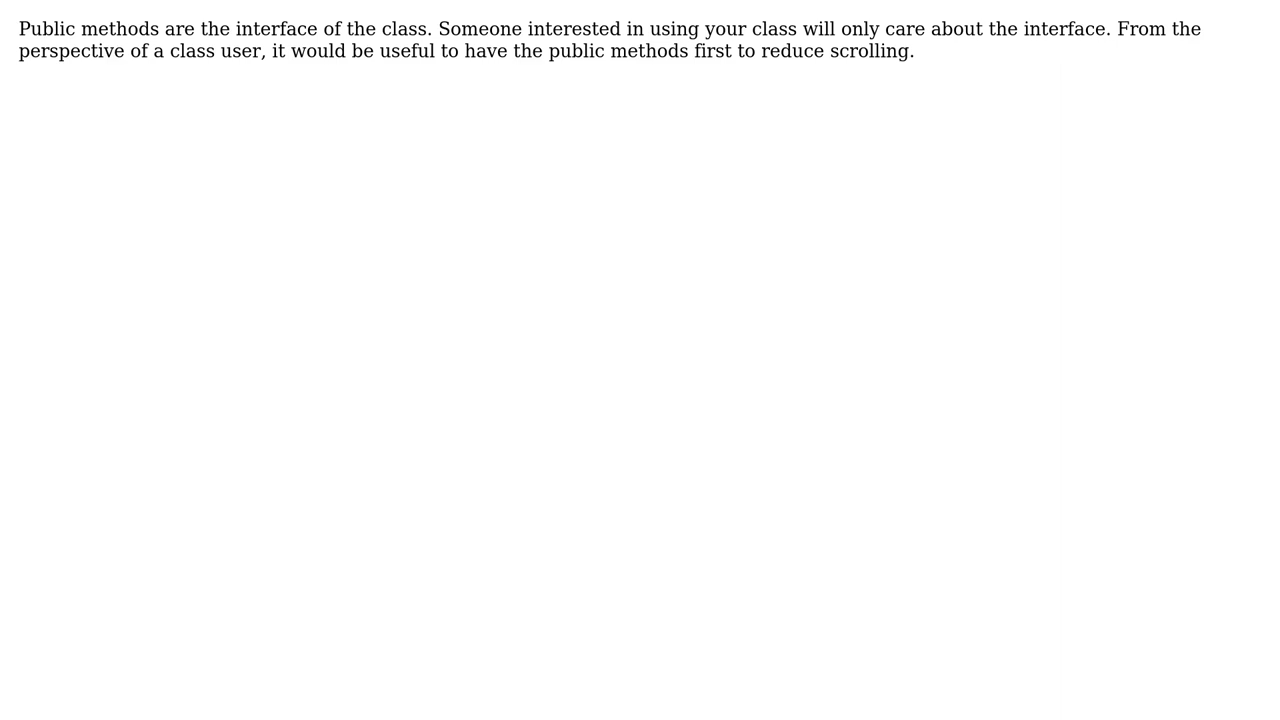 Public methods are the interface of the class. Someone interested in using your class will only care about the interface. From the
perspective of a class user, it would be useful to have the public methods first to reduce scrolling.